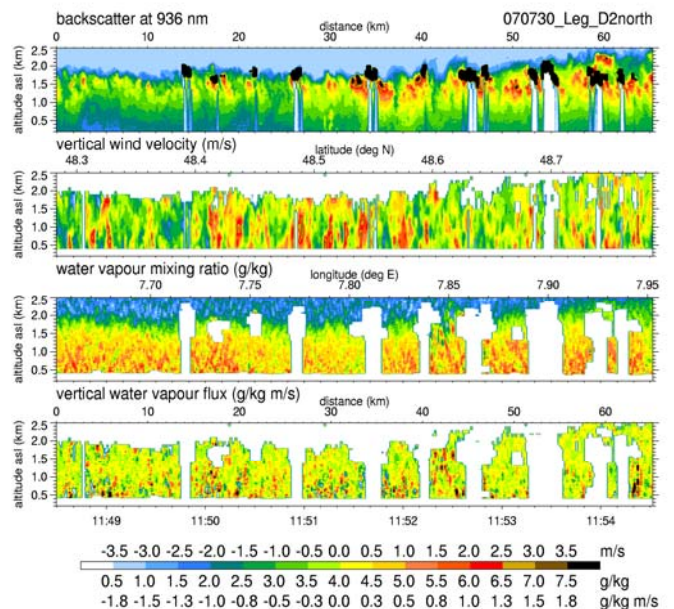 backscatter at 936 nm distance (km) 070730_Leg_D2north
0 10 20 30 40 50 60
altitude asl (km)
2.5
2.0
1.5
1.0
0.5
vertical wind velocity (m/s) latitude (deg N)
48.3 48.4 48.5 48.6 48.7
altitude asl (km)
2.5
2.0
1.5
1.0
0.5
water vapour mixing ratio (g/kg) longitude (deg E)
7.70 7.75 7.80 7.85 7.90 7.95
altitude asl (km)
2.5
2.0
1.5
1.0
0.5
vertical water vapour flux (g/kg m/s) distance (km)
0 10 20 30 40 50 60
altitude asl (km)
2.5
2.0
1.5
1.0
0.5
11:49 11:50 11:51 11:52 11:53 11:54
-3.5 -3.0 -2.5 -2.0 -1.5 -1.0 -0.5 0.0 0.5 1.0 1.5 2.0 2.5 3.0 3.5 m/s
0.5 1.0 1.5 2.0 2.5 3.0 3.5 4.0 4.5 5.0 5.5 6.0 6.5 7.0 7.5 g/kg
-1.8 -1.5 -1.3 -1.0 -0.8 -0.5 -0.3 0.0 0.3 0.5 0.8 1.0 1.3 1.5 1.8 g/kg m/s